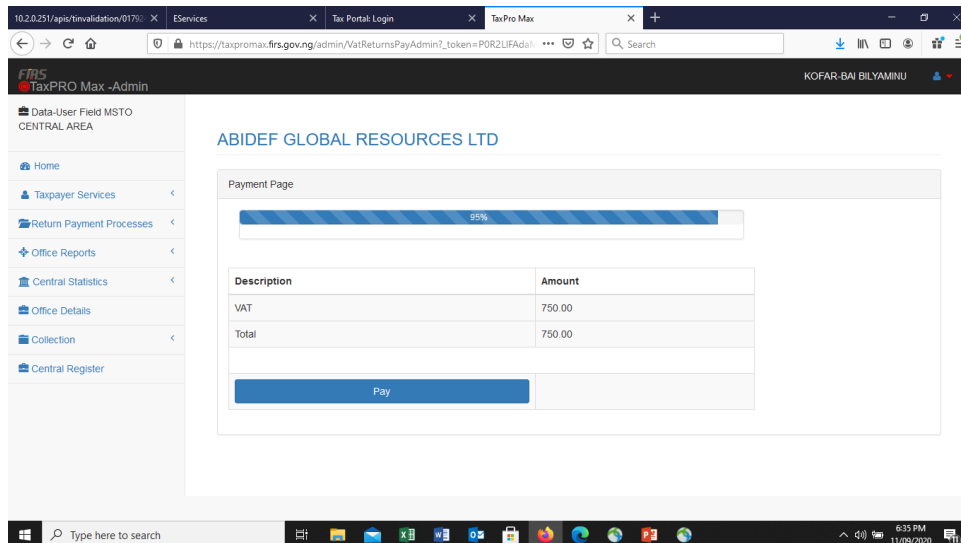 10.2.0.251/apis/tinvalidation/01792
EServices
Tax Portal: Login
TaxPro Max
https://taxpromax.firs.gov.ng/admin/VatReturnsPayAdmin?_token=P0R2LIFAdal
Search
FIRS
TaxPRO Max -Admin
KOFAR-BAI BILYAMINU
Data-User Field MSTO
CENTRAL AREA
Home
Taxpayer Services
Return Payment Processes
Office Reports
Central Statistics
Office Details
Collection
Central Register
ABIDEF GLOBAL RESOURCES LTD
Payment Page
95%
Description Amount
VAT 750.00
Total 750.00
Pay
Type here to search
6:35 PM
11/09/2020